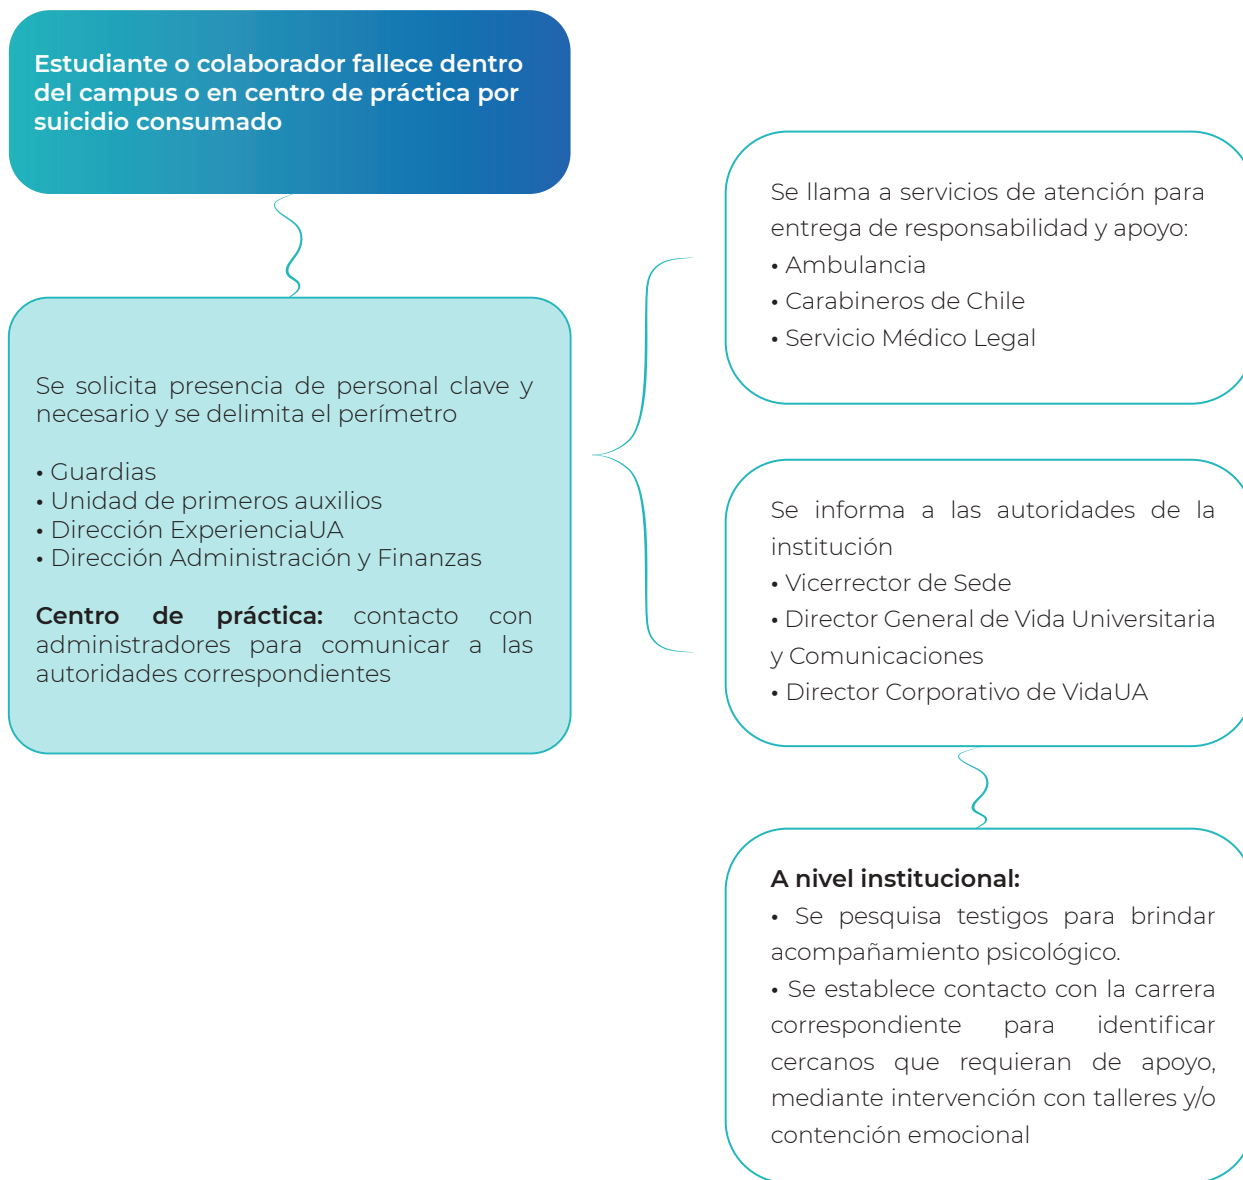 Estudiante o colaborador fallece dentro
del campus o en centro de práctica por
suicidio consumado
Se solicita presencia de personal clave y
necesario y se delimita el perímetro
• Guardias
• Unidad de primeros auxilios
• Dirección ExperienciaUA
• Dirección Administración y Finanzas
Centro de práctica: contacto con
administradores para comunicar a las
autoridades correspondientes
Se llama a servicios de atención para
entrega de responsabilidad y apoyo:
• Ambulancia
• Carabineros de Chile
• Servicio Médico Legal
Se informa a las autoridades de la
institución
• Vicerrector de Sede
• Director General de Vida Universitaria
y Comunicaciones
• Director Corporativo de VidaUA
A nivel institucional:
• Se pesquisa testigos para brindar
acompañamiento psicológico.
• Se establece contacto con la carrera
correspondiente para identificar
cercanos que requieran de apoyo,
mediante intervención con talleres y/o
contención emocional